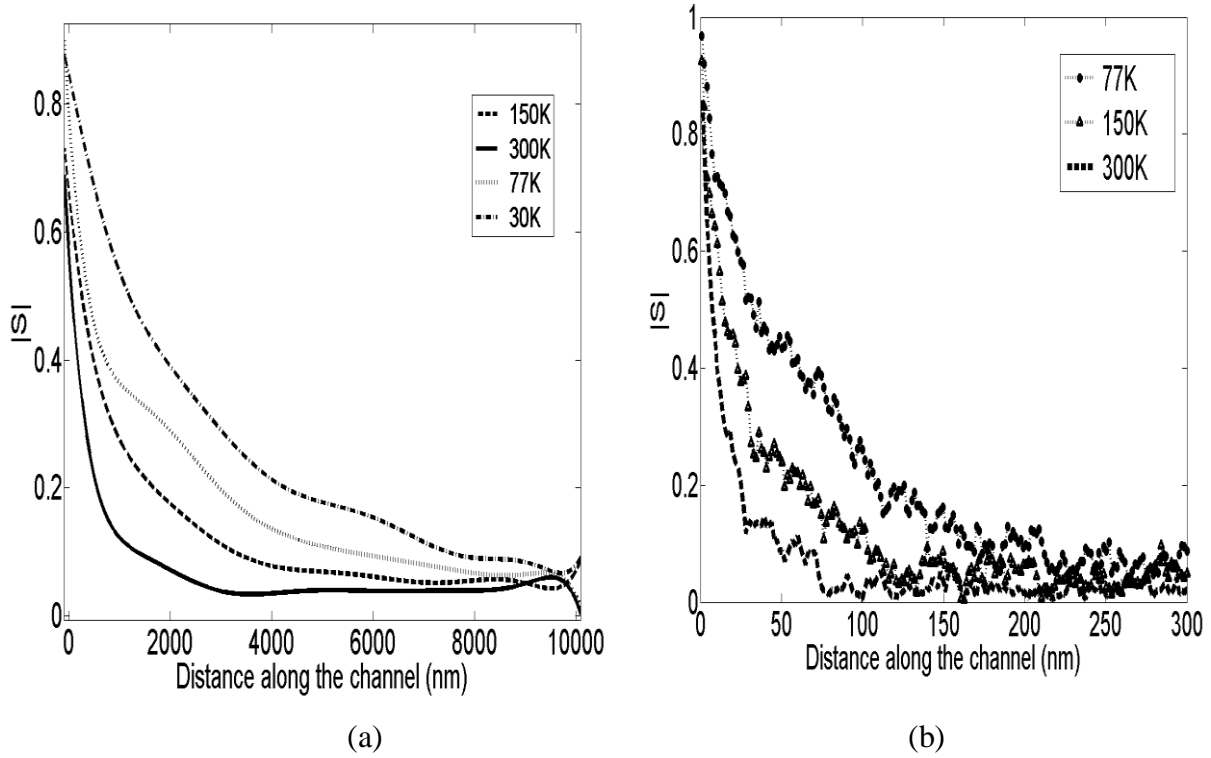 0.8
0.6
0.4
0.2
0
|S|
150K
300K
77K
30K
0 2000 4000 6000 8000 10000
Distance along the channel (nm)
(a)
1
0.8
0.6
0.4
0.2
0
|S|
77K
150K
300K
0 50 100 150 200 250 300
Distance along the channel (nm)
(b)